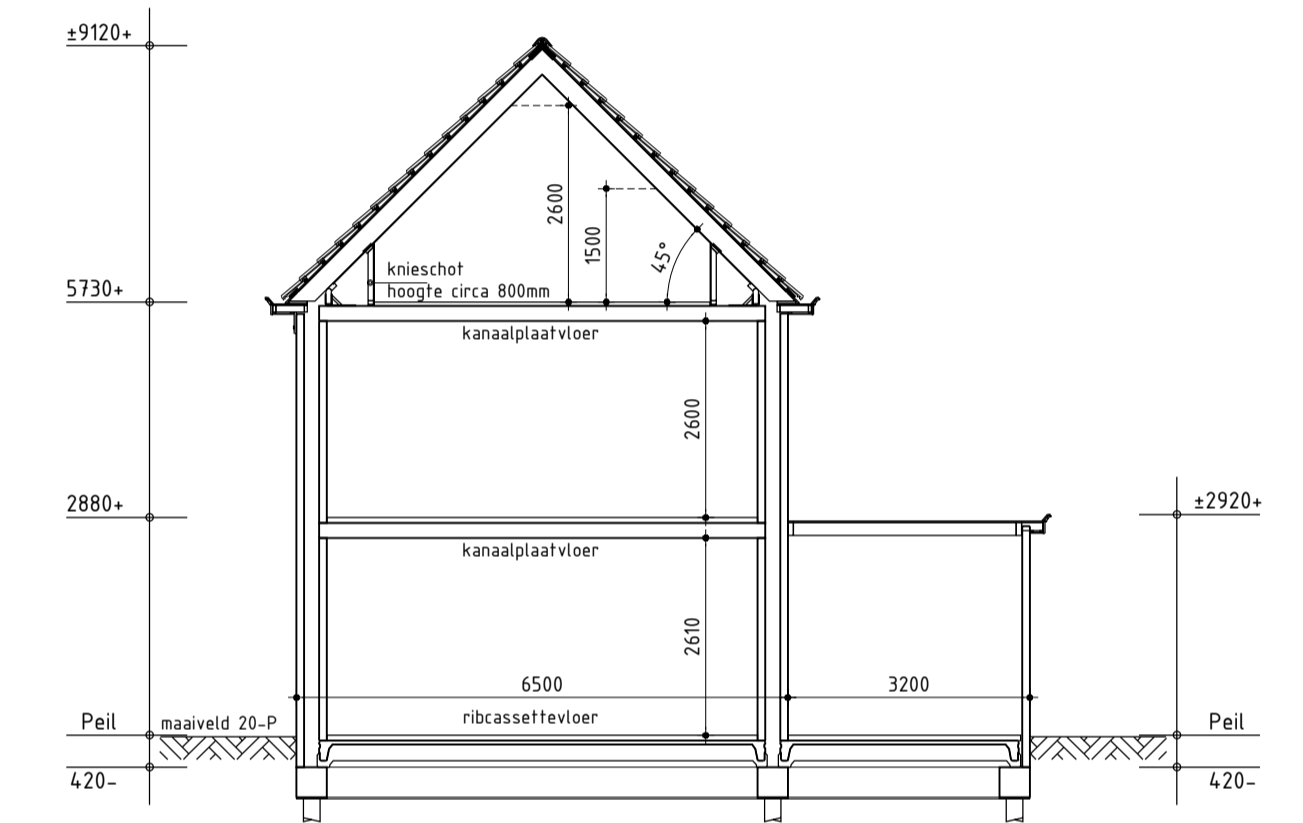 ±9120+
2600
1500
45°
knieschot
hoogte circa 800mm
5730+
kanaalplaatvloer
2600
2880+
±2920+
kanaalplaatvloer
2610
6500
3200
Peil
maaiveld 20-P
ribcassettevloer
Peil
420-
420-